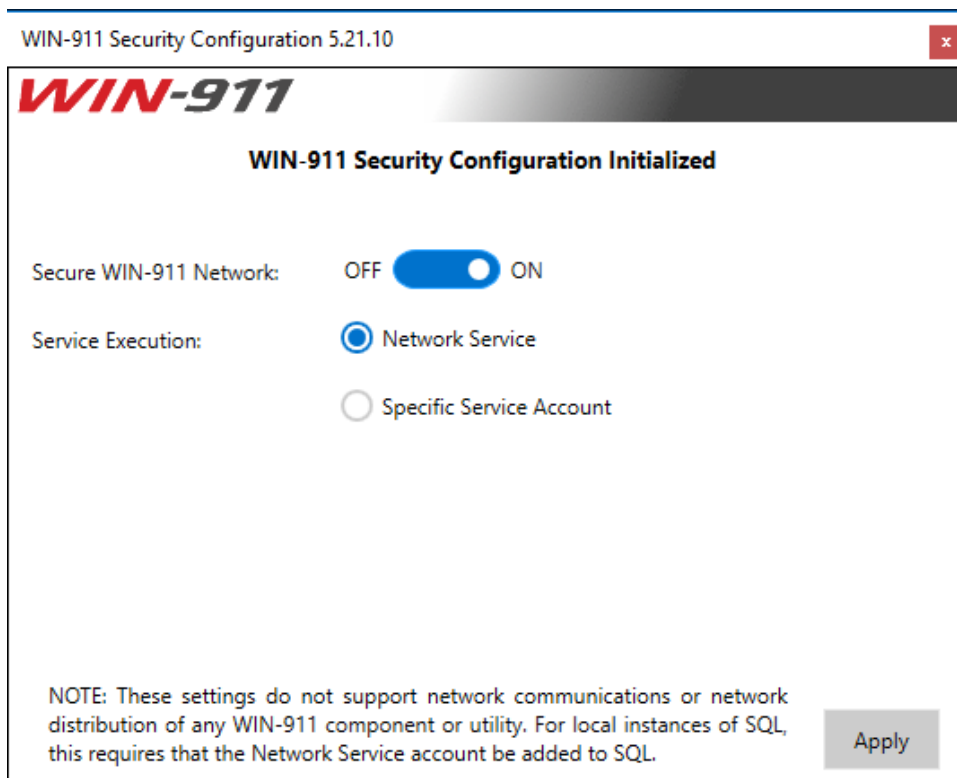 WIN-911 Security Configuration 5.21.10
x
WIN-911
WIN-911 Security Configuration Initialized
Secure WIN-911 Network: OFF ON
Service Execution: Network Service
Specific Service Account
NOTE: These settings do not support network communications or network
distribution of any WIN-911 component or utility. For local instances of SQL,
this requires that the Network Service account be added to SQL.
Apply